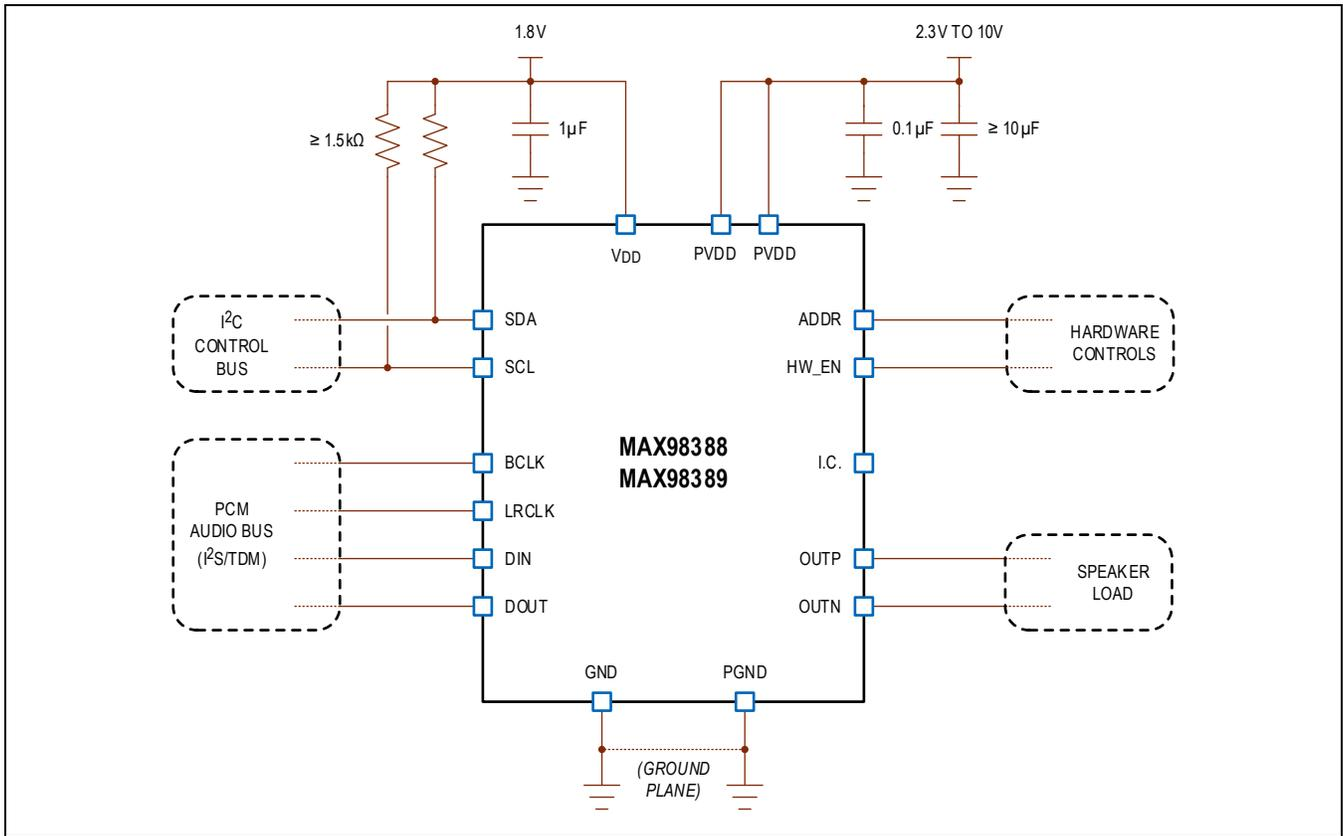 1.8V
2.3V TO 10V
≥ 1.5kΩ
1µF
0.1µF
≥ 10µF
VDD
PVDD
PVDD
I²C
CONTROL
BUS
SDA
SCL
ADDR
HW_EN
HARDWARE
CONTROLS
MAX98388
MAX98389
PCM
AUDIO BUS
(I²S/TDM)
BCLK
LRCLK
DIN
DOUT
I.C.
OUTP
OUTN
SPEAKER
LOAD
GND
PGND
(GROUND
PLANE)